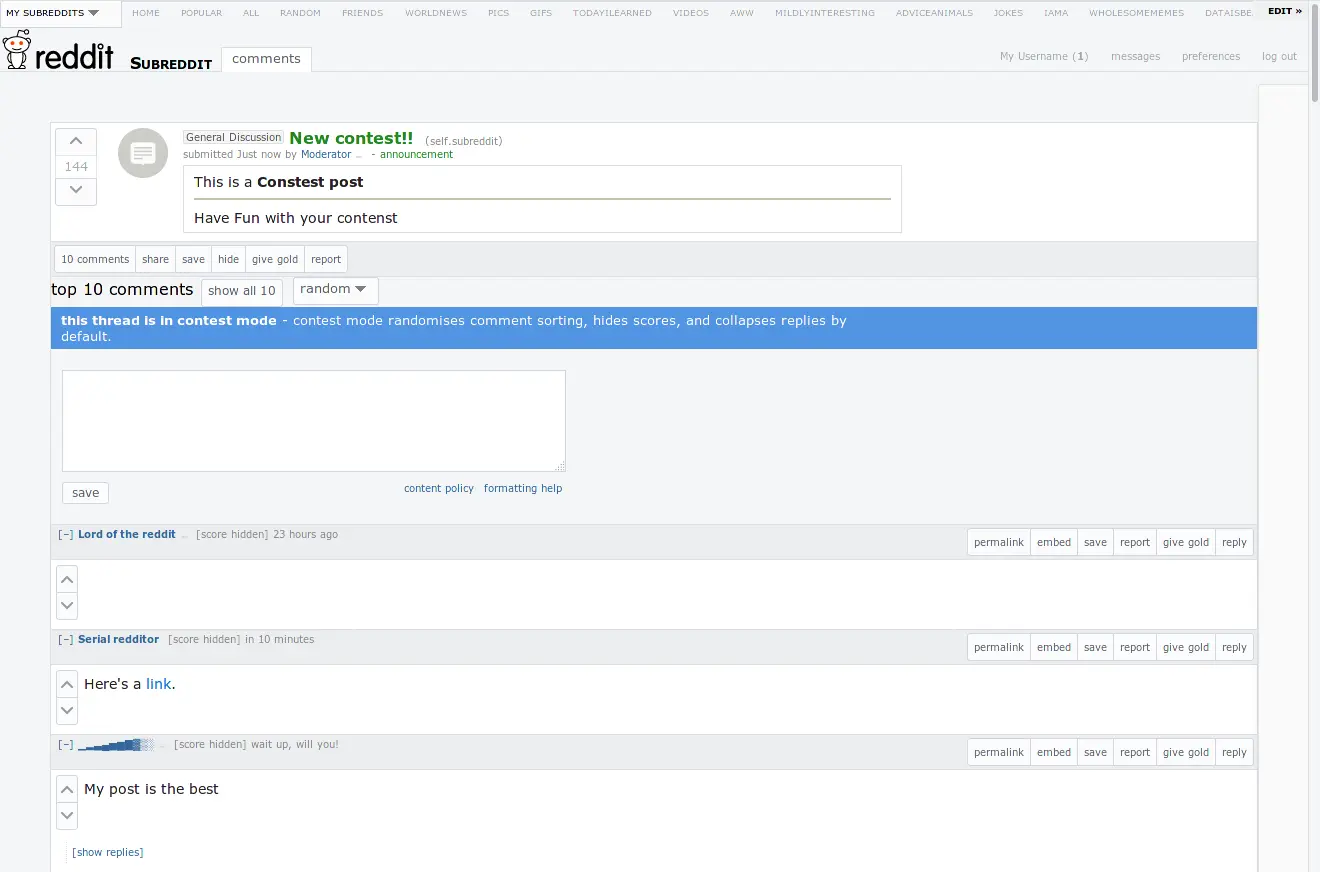 MY SUBREDDITS HOME POPULAR ALL RANDOM FRIENDS WORLDNEWS PICS GIFS TODAYILEARNED VIDEOS AWW MILDLYINTERESTING ADVICEANIMALS JOKES IAMA WHOLESOMEMEMES DATAISBE EDIT »
reddit SUBREDDIT comments
My Username (1) messages preferences log out
General Discussion New contest!! (self.subreddit)
144
submitted Just now by Moderator ... - announcement
This is a Constest post
Have Fun with your contenst
10 comments share save hide give gold report
top 10 comments show all 10 random
this thread is in contest mode - contest mode randomises comment sorting, hides scores, and collapses replies by
default.
save content policy formatting help
[–] Lord of the reddit ... [score hidden] 23 hours ago
permalink embed save report give gold reply
[–] Serial redditor [score hidden] in 10 minutes
permalink embed save report give gold reply
Here's a link.
[–] ▁▂▃▄▅▆▇█▓▒░ ... [score hidden] wait up, will you!
permalink embed save report give gold reply
My post is the best
[show replies]